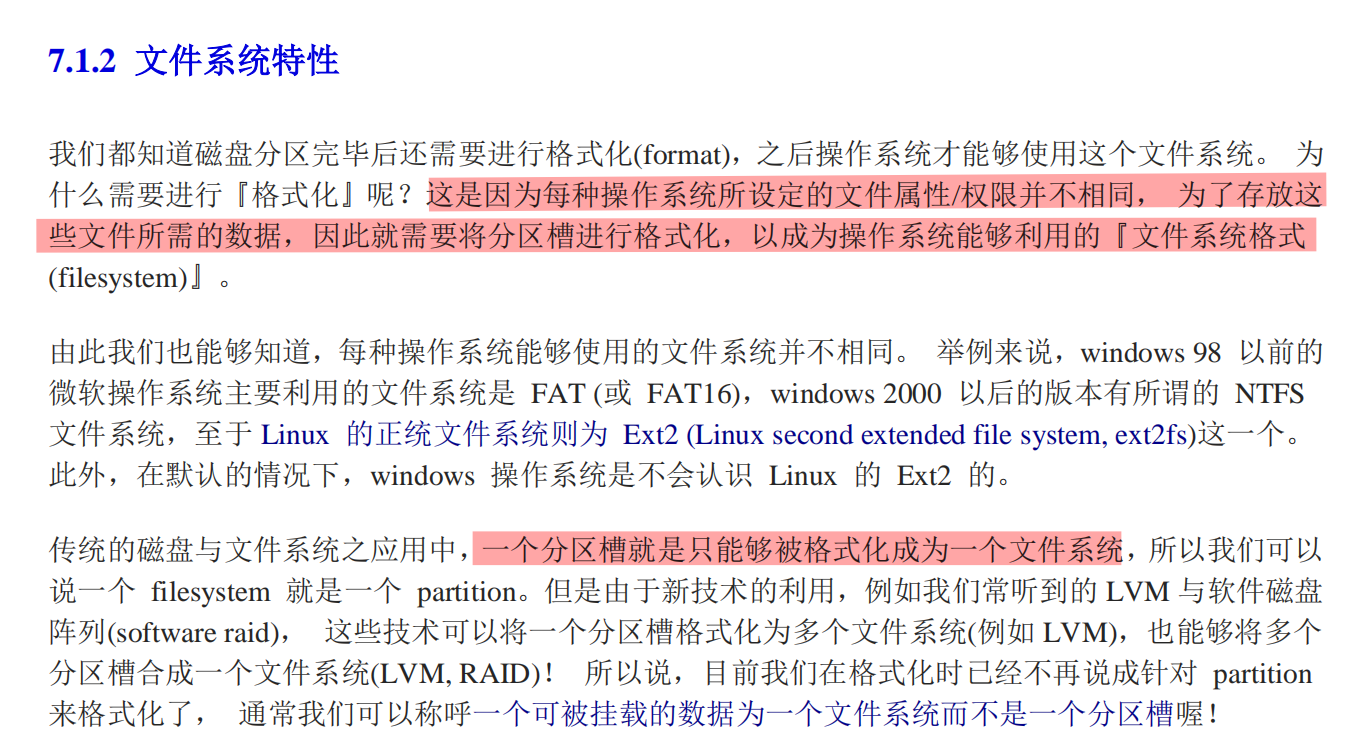 7.1.2 文件系统特性
我们都知道磁盘分区完毕后还需要进行格式化(format)，之后操作系统才能够使用这个文件系统。 为
什么需要进行『格式化』呢？这是因为每种操作系统所设定的文件属性/权限并不相同， 为了存放这
些文件所需的数据，因此就需要将分区槽进行格式化，以成为操作系统能够利用的『文件系统格式
(filesystem)』。
由此我们也能够知道，每种操作系统能够使用的文件系统并不相同。 举例来说，windows 98 以前的
微软操作系统主要利用的文件系统是 FAT (或 FAT16)，windows 2000 以后的版本有所谓的 NTFS
文件系统，至于 Linux 的正统文件系统则为 Ext2 (Linux second extended file system, ext2fs)这一个。
此外，在默认的情况下，windows 操作系统是不会认识 Linux 的 Ext2 的。
传统的磁盘与文件系统之应用中，一个分区槽就是只能够被格式化成为一个文件系统，所以我们可以
说一个 filesystem 就是一个 partition。但是由于新技术的利用，例如我们常听到的 LVM 与软件磁盘
阵列(software raid)， 这些技术可以将一个分区槽格式化为多个文件系统(例如 LVM)，也能够将多个
分区槽合成一个文件系统(LVM, RAID)！ 所以说，目前我们在格式化时已经不再说成针对 partition
来格式化了， 通常我们可以称呼一个可被挂载的数据为一个文件系统而不是一个分区槽喔！